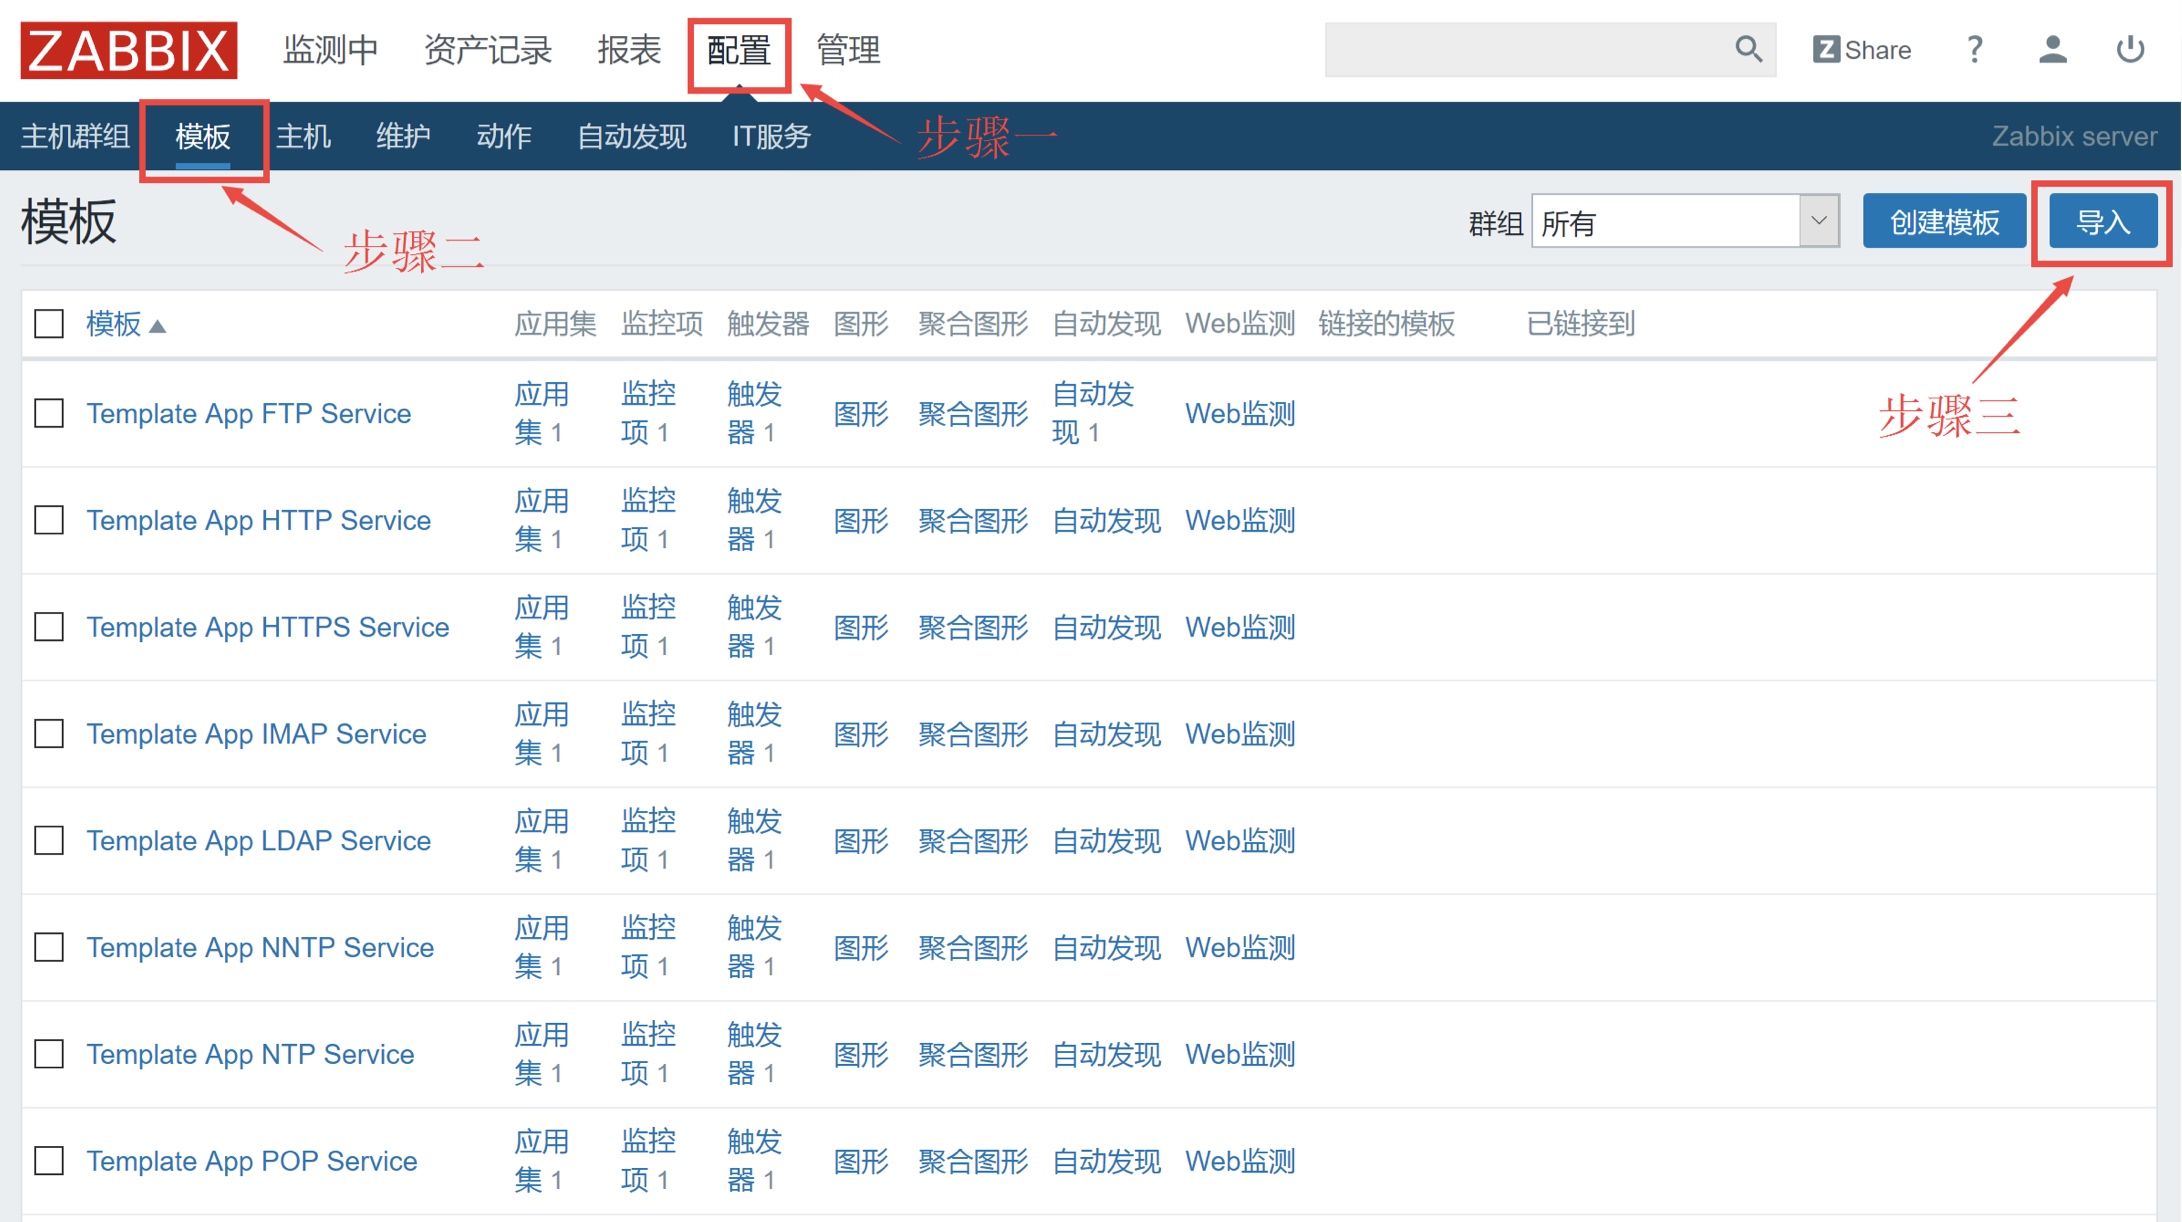 ZABBIX 监测中 资产记录 报表 配置 管理 Z Share ?
主机群组 模板 主机 维护 动作 自动发现 IT服务 步骤一 Zabbix server
模板 步骤二 群组 所有 创建模板 导入
模板 应用集 监控项 触发器 图形 聚合图形 自动发现 Web监测 链接的模板 已链接到
步骤三
Template App FTP Service 应用集 1 监控项 1 触发器 1 图形 聚合图形 自动发现 1 Web监测
Template App HTTP Service 应用集 1 监控项 1 触发器 1 图形 聚合图形 自动发现 Web监测
Template App HTTPS Service 应用集 1 监控项 1 触发器 1 图形 聚合图形 自动发现 Web监测
Template App IMAP Service 应用集 1 监控项 1 触发器 1 图形 聚合图形 自动发现 Web监测
Template App LDAP Service 应用集 1 监控项 1 触发器 1 图形 聚合图形 自动发现 Web监测
Template App NNTP Service 应用集 1 监控项 1 触发器 1 图形 聚合图形 自动发现 Web监测
Template App NTP Service 应用集 1 监控项 1 触发器 1 图形 聚合图形 自动发现 Web监测
Template App POP Service 应用集 1 监控项 1 触发器 1 图形 聚合图形 自动发现 Web监测